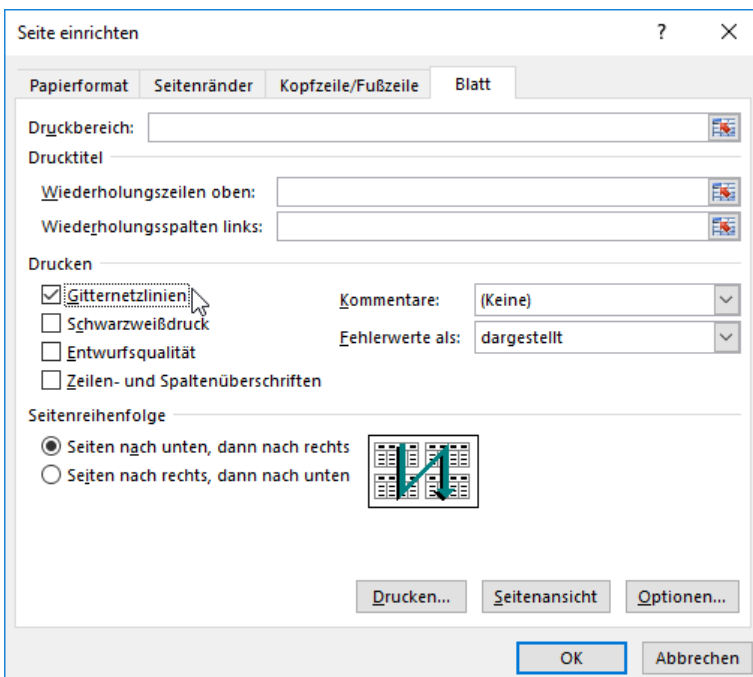 Seite einrichten ?
Papierformat Seitenränder Kopfzeile/Fußzeile Blatt
Druckbereich:
Drucktitel
Wiederholungszeilen oben:
Wiederholungsspalten links:
Drucken
Gitternetzlinien Kommentare: (Keine)
Schwarzweißdruck
Fehlerwerte als: dargestellt
Entwurfsqualität
Zeilen- und Spaltenüberschriften
Seitenreihenfolge
Seiten nach unten, dann nach rechts
Seiten nach rechts, dann nach unten
Drucken... Seitenansicht Optionen...
OK Abbrechen